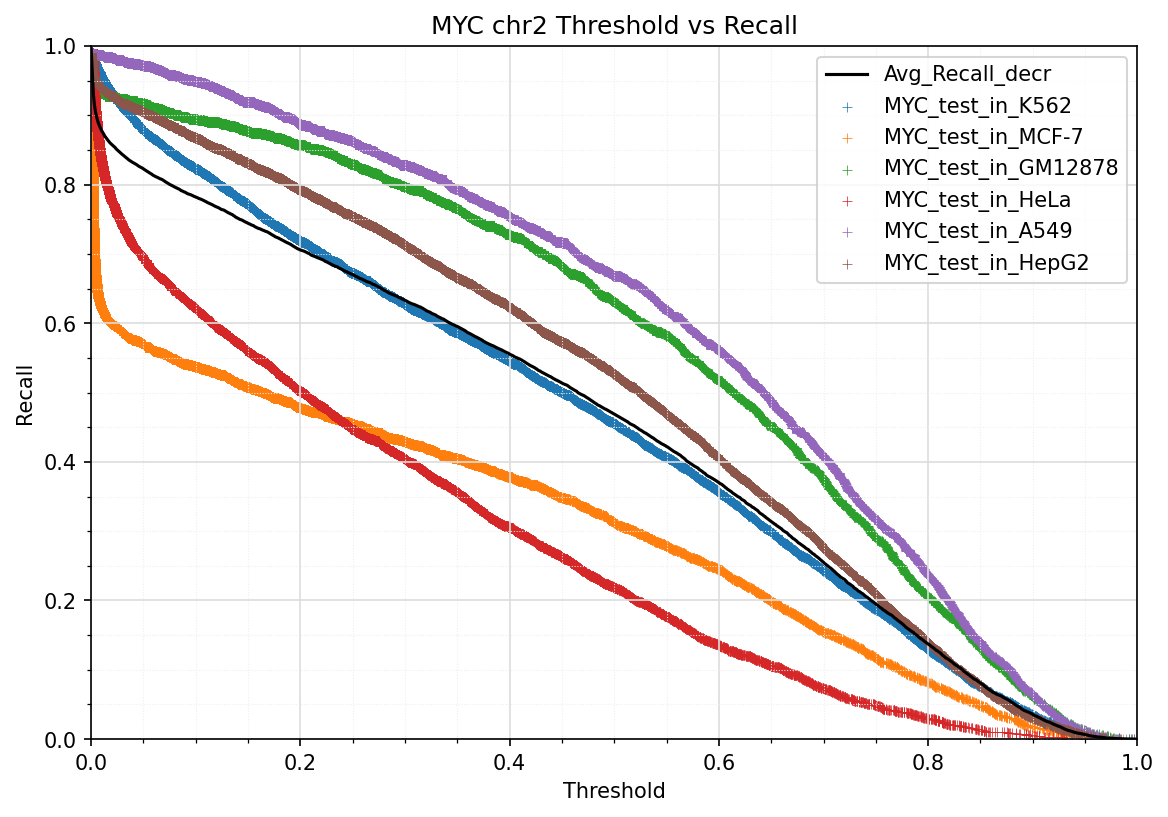 MYC chr2 Threshold vs Recall
1.0
0.8
0.6
0.4
0.2
0.0
Recall
Avg_Recall_decr
MYC_test_in_K562
MYC_test_in_MCF-7
MYC_test_in_GM12878
MYC_test_in_HeLa
MYC_test_in_A549
MYC_test_in_HepG2
0.0 0.2 0.4 0.6 0.8 1.0
Threshold